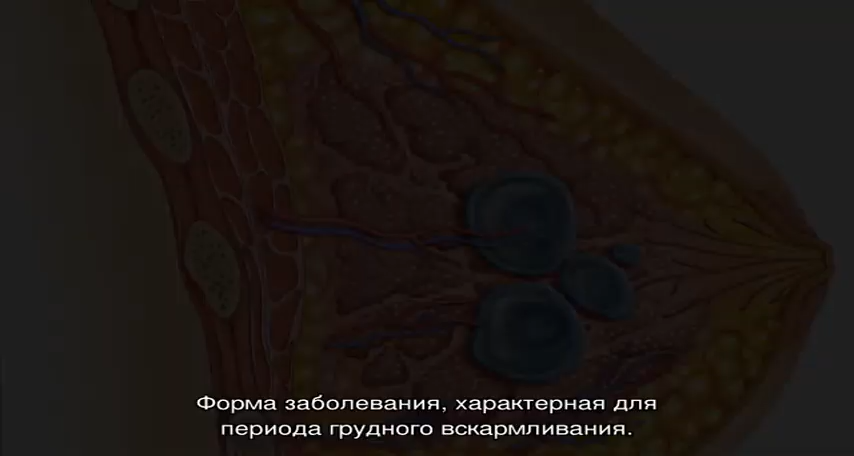 Форма заболевания, характерная для
периода грудного вскармливания.